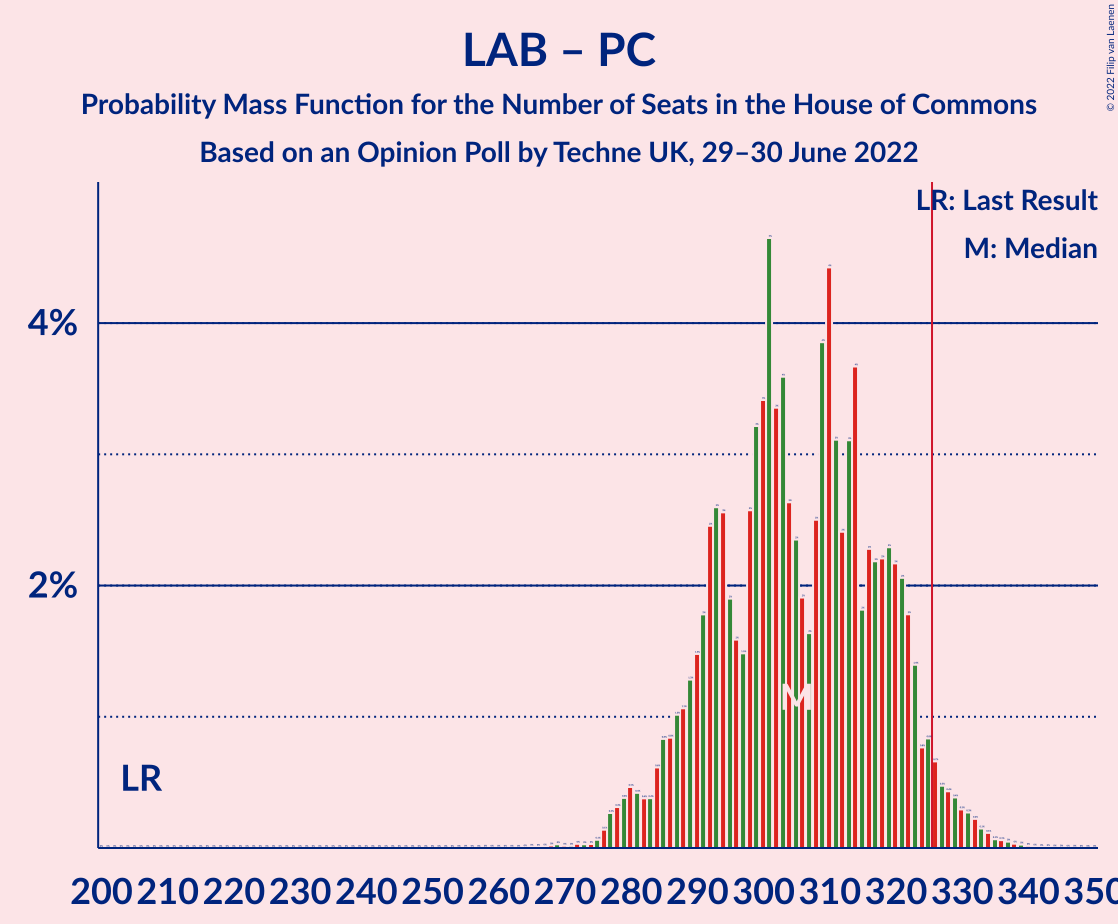 LAB – PC
Probability Mass Function for the Number of Seats in the House of Commons
Based on an Opinion Poll by Techne UK, 29–30 June 2022
© 2022 Filip van Laenen
LR: Last Result
M: Median
4%
2%
M
LR
200 210 220 230 240 250 260 270 280 290 300 310 320 330 340 350